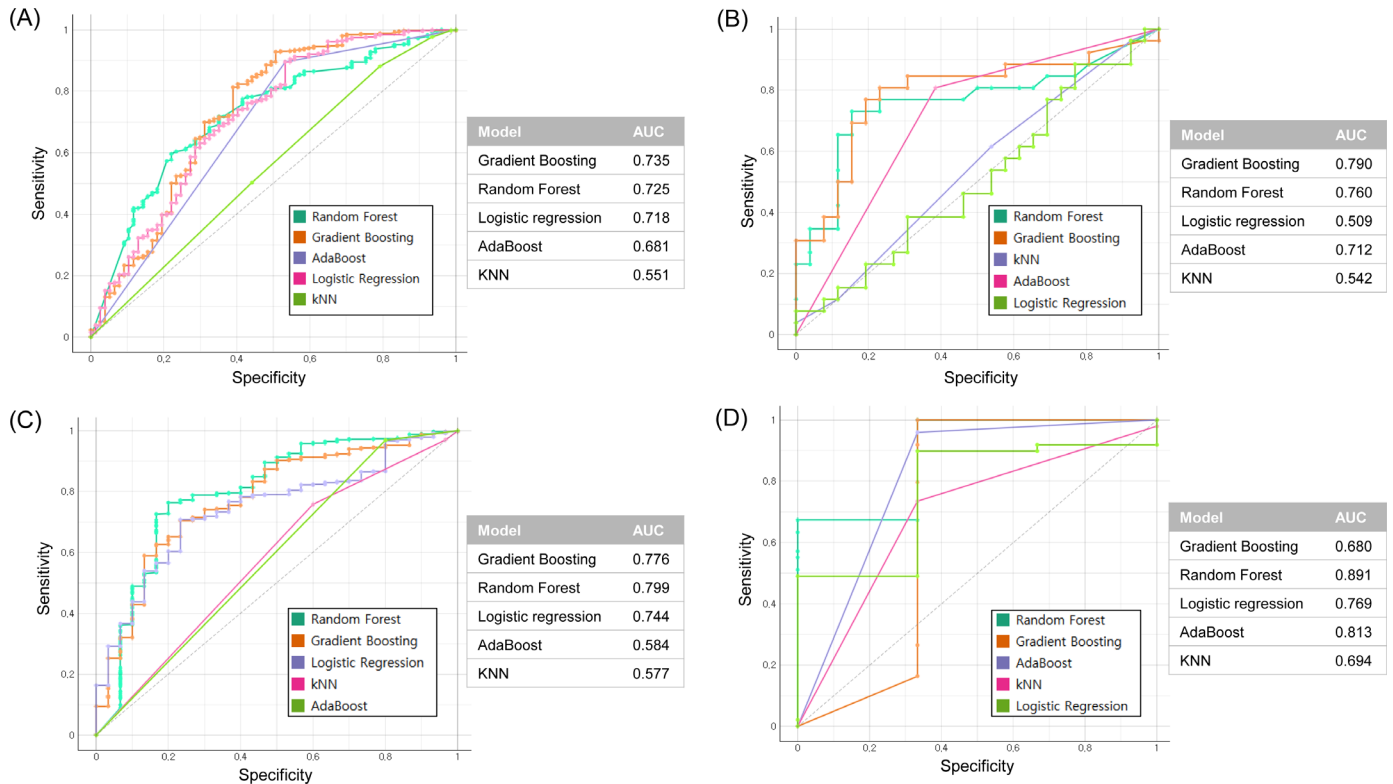 (A)
1
0.8
0.6
0.4
0.2
0
0
0,2
0,4
0,6
0,8
1
Sensitivity
Specificity
Random Forest
Gradient Boosting
AdaBoost
Logistic Regression
kNN
Model AUC
Gradient Boosting 0.735
Random Forest 0.725
Logistic regression 0.718
AdaBoost 0.681
KNN 0.551
(B)
1
0.8
0.6
0.4
0.2
0
0
0,2
0,4
0,6
0,8
1
Sensitivity
Specificity
Random Forest
Gradient Boosting
kNN
AdaBoost
Logistic Regression
Model AUC
Gradient Boosting 0.790
Random Forest 0.760
Logistic regression 0.509
AdaBoost 0.712
KNN 0.542
(C)
1
0,8
0,6
0,4
0,2
0
0
0,2
0,4
0,6
0,8
1
Sensitivity
Specificity
Random Forest
Gradient Boosting
Logistic Regression
kNN
AdaBoost
Model AUC
Gradient Boosting 0.776
Random Forest 0.799
Logistic regression 0.744
AdaBoost 0.584
KNN 0.577
(D)
1
0,8
0,6
0,4
0,2
0
0
0,2
0,4
0,6
0,8
1
Sensitivity
Specificity
Random Forest
Gradient Boosting
AdaBoost
kNN
Logistic Regression
Model AUC
Gradient Boosting 0.680
Random Forest 0.891
Logistic regression 0.769
AdaBoost 0.813
KNN 0.694